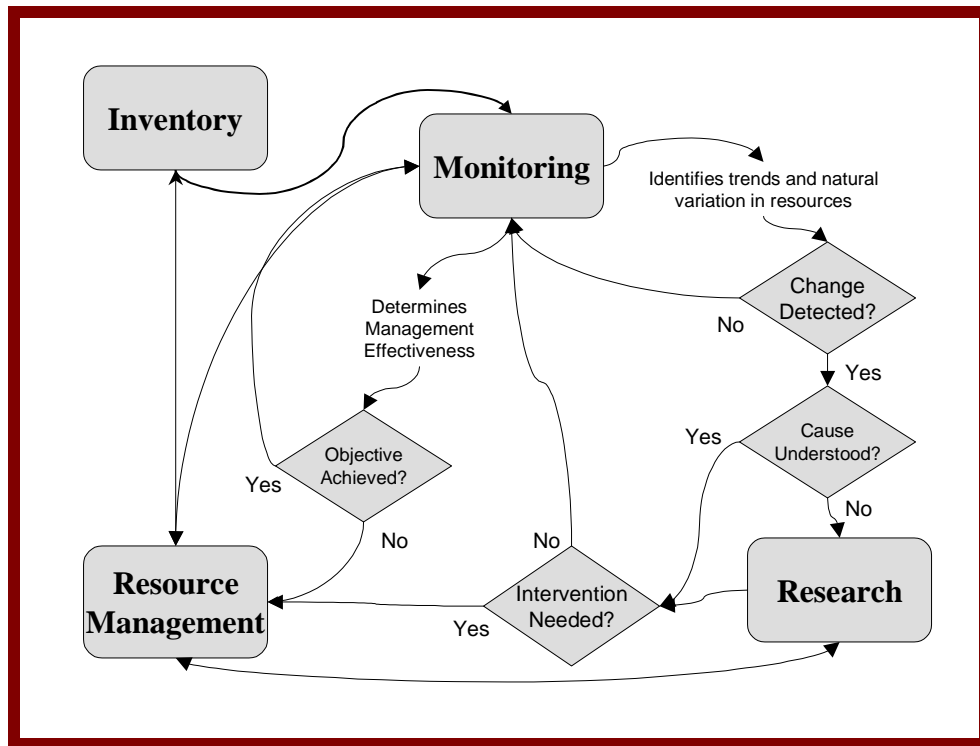 Inventory
Monitoring
Identifies trends and natural
variation in resources
Change
Detected?
No
Yes
Determines
Management
Effectiveness
Cause
Understood?
Yes
No
Objective
Achieved?
Yes
No
No
Resource
Management
Yes
Intervention
Needed?
Research